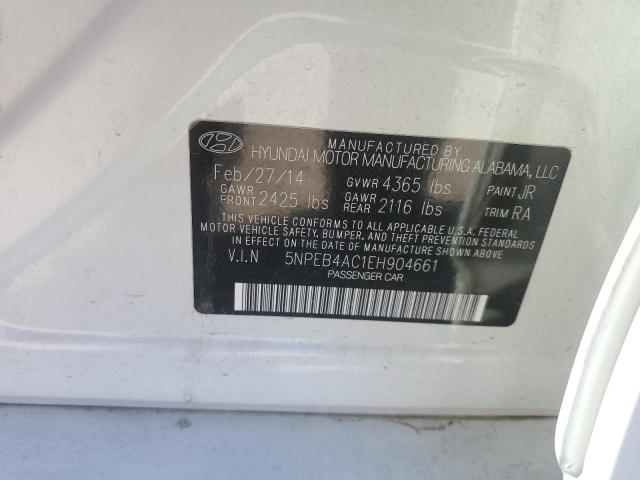 MANUFACTURED BY
HYUNDAI MOTOR MANUFACTURING ALABAMA, LLC
Feb/27/14 GVWR 4365 lbs PAINT JR
GAWR FRONT 2425 lbs GAWR REAR 2116 lbs TRIM RA
THIS VEHICLE CONFORMS TO ALL APPLICABLE U.S.A. FEDERAL
MOTOR VEHICLE SAFETY, BUMPER, AND THEFT PREVENTION STANDARDS
IN EFFECT ON THE DATE OF MANUFACTURE SHOWN ABOVE
V.I.N 5NPEB4AC1EH904661
PASSENGER CAR